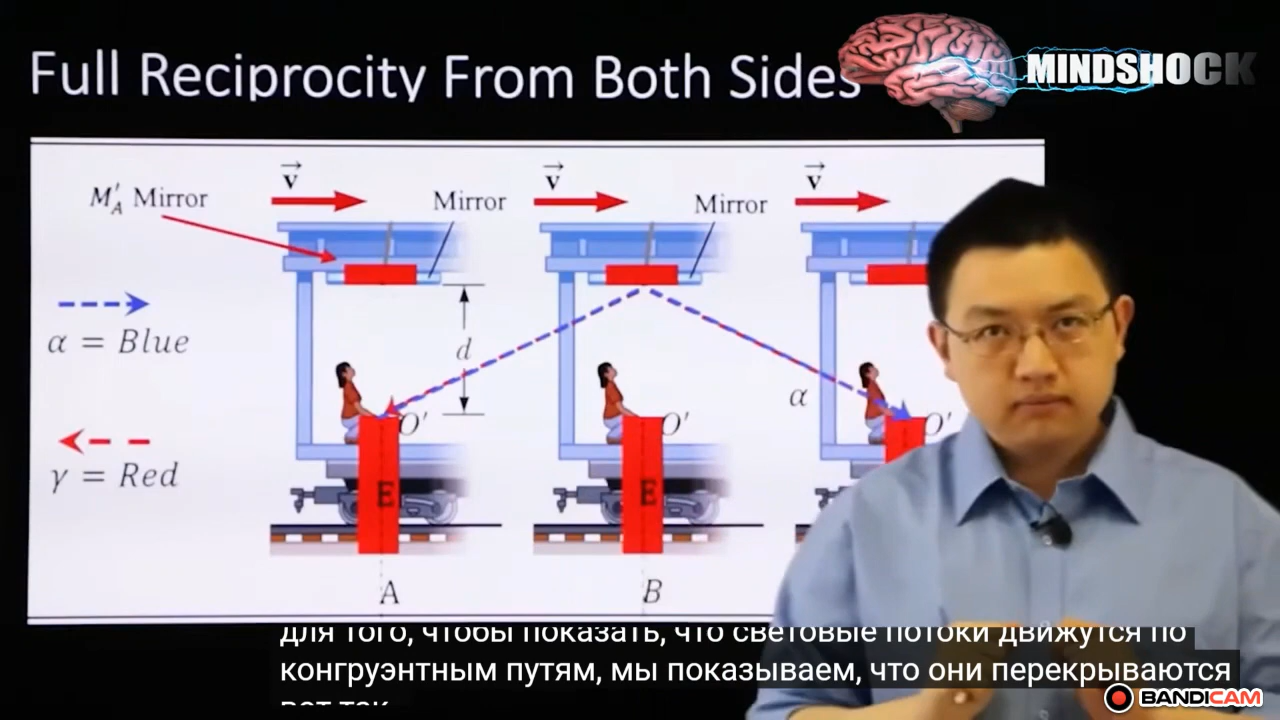 Full Reciprocity From Both Sides
MINDSHOCK
v v v
M'A Mirror Mirror Mirror
α = Blue
d
α
γ = Red
O' O' O'
E E
A B
для того, чтобы показать, что световые потоки движутся по
конгруэнтным путям, мы показываем, что они перекрываются
BANDICAM